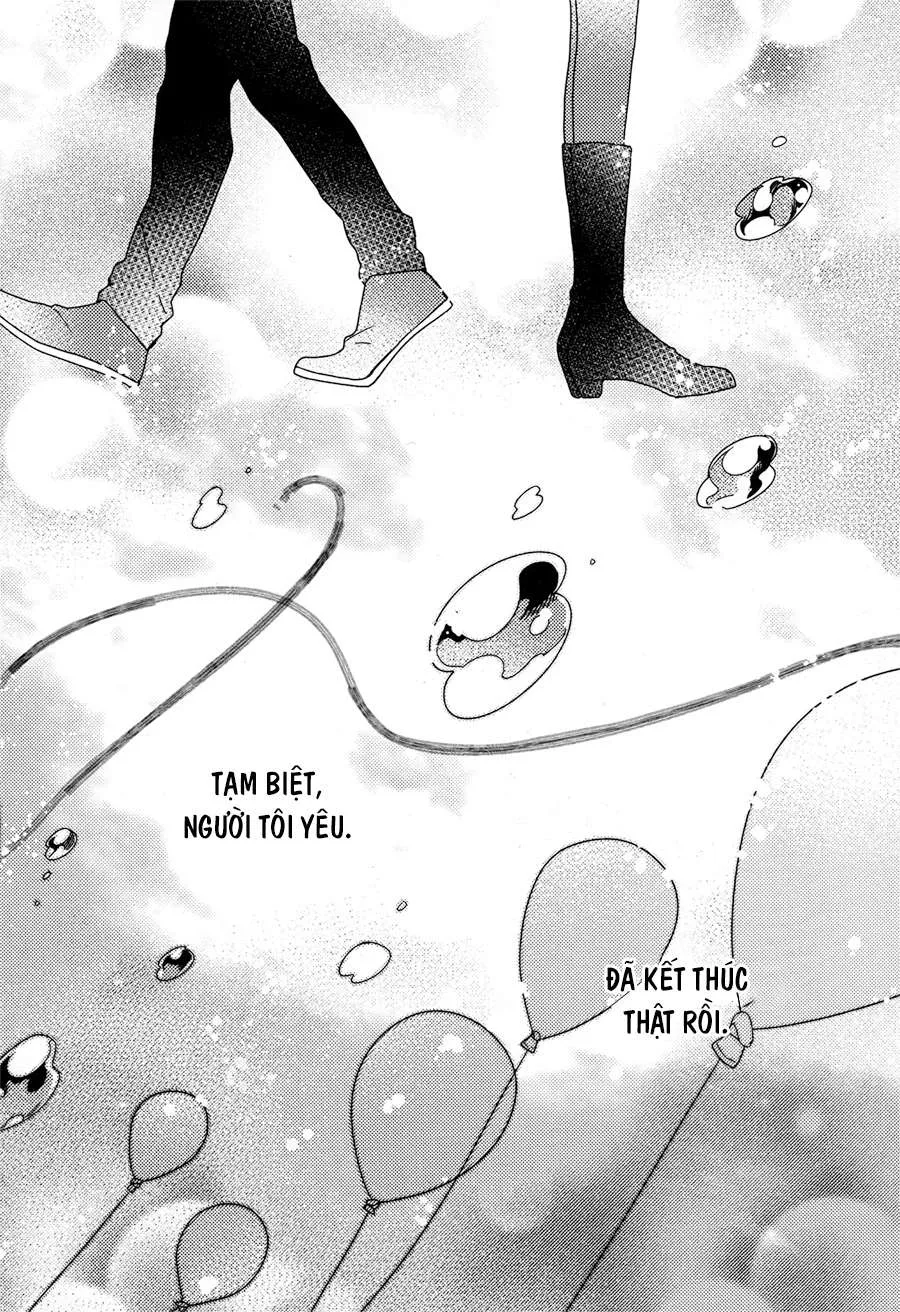 TẠM BIỆT,
NGƯỜI TÔI YÊU.
ĐÃ KẾT THÚC
THẬT RỒI.